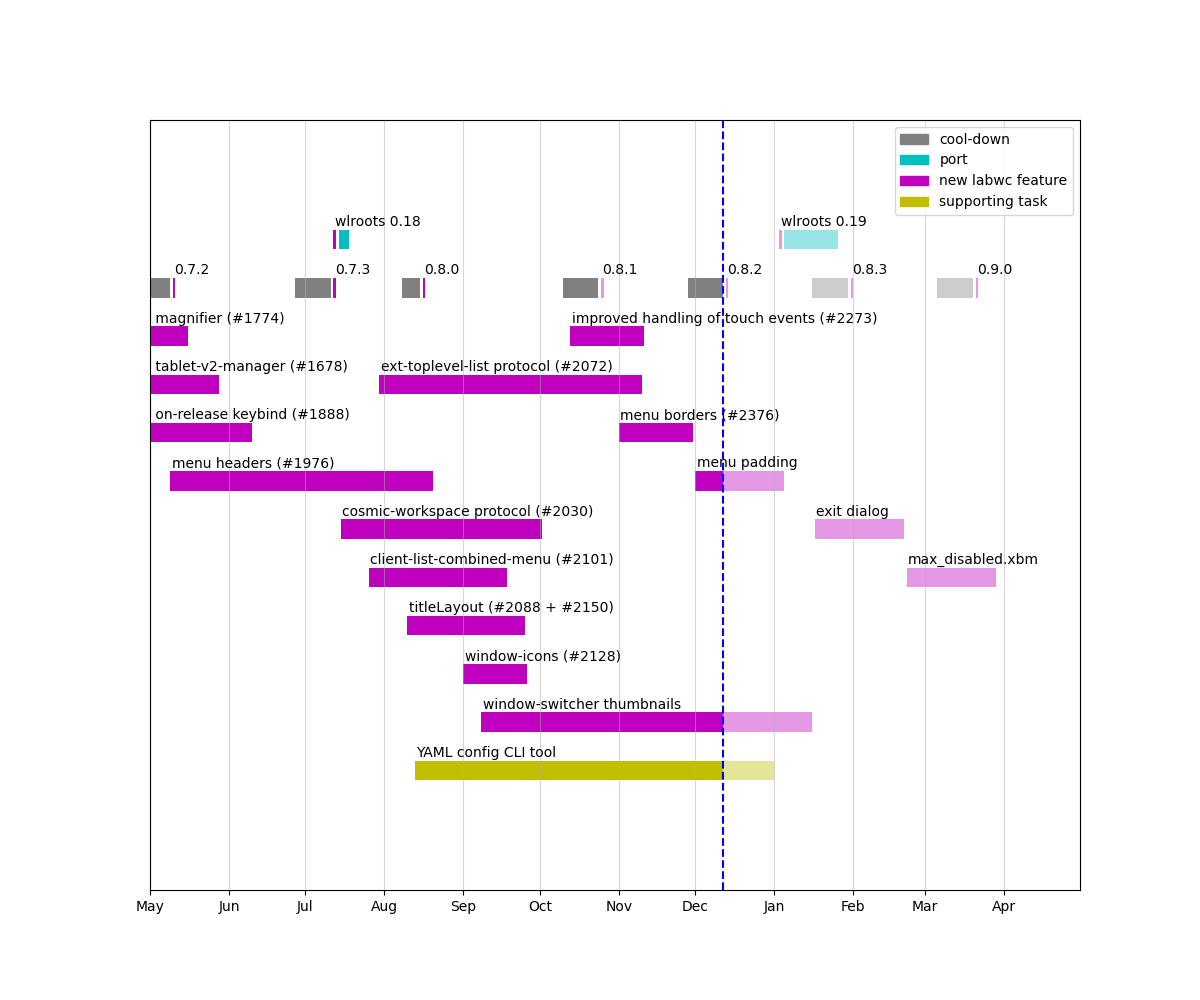 cool-down
port
new labwc feature
supporting task
wlroots 0.18
wlroots 0.19
0.7.2
0.7.3
0.8.0
0.8.1
0.8.2
0.8.3
0.9.0
magnifier (#1774)
improved handling of touch events (#2273)
tablet-v2-manager (#1678)
ext-toplevel-list protocol (#2072)
on-release keybind (#1888)
menu borders (#2376)
menu headers (#1976)
menu padding
cosmic-workspace protocol (#2030)
exit dialog
client-list-combined-menu (#2101)
max_disabled.xbm
titleLayout (#2088 + #2150)
window-icons (#2128)
window-switcher thumbnails
YAML config CLI tool
May
Jun
Jul
Aug
Sep
Oct
Nov
Dec
Jan
Feb
Mar
Apr